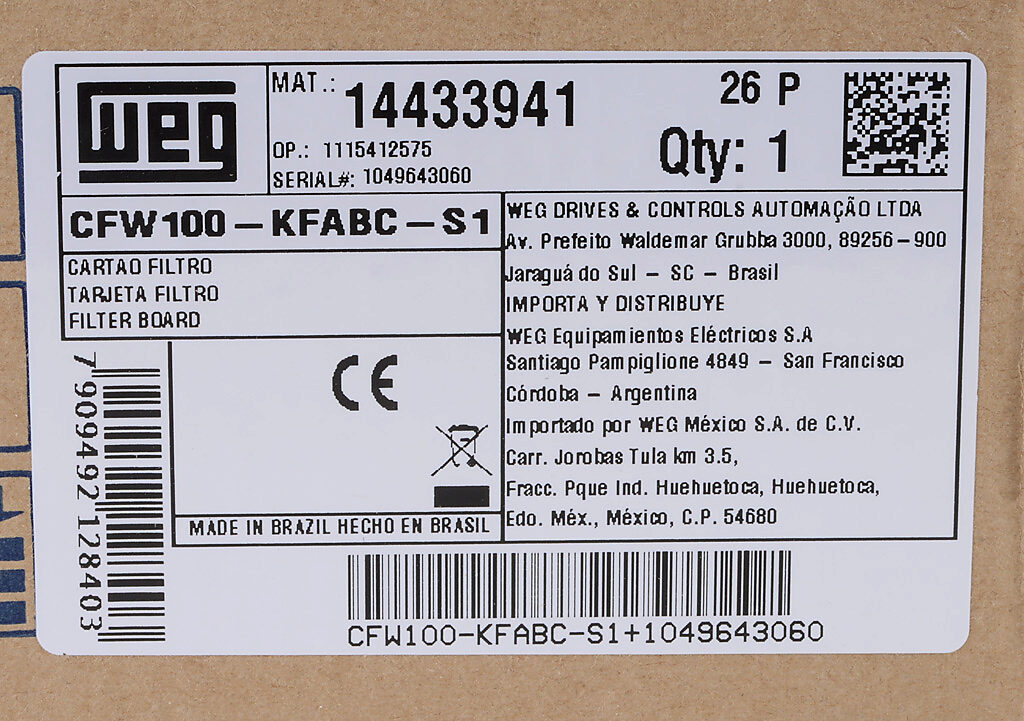 WEG
MAT.: 14433941
26 P
Qty: 1
OP.: 1115412575
SERIAL#: 1049643060
CFW100-KFABC-S1
CARTAO FILTRO
TARJETA FILTRO
FILTER BOARD
WEG DRIVES & CONTROLS AUTOMAÇÃO LTDA
Av. Prefeito Waldemar Grubba 3000, 89256-900
Jaraguá do Sul - SC - Brasil
IMPORTA Y DISTRIBUYE
WEG Equipamientos Eléctricos S.A
Santiago Pampiglione 4849 - San Francisco
Córdoba - Argentina
Importado por WEG México S.A. de C.V.
Carr. Jorobas Tula km 3.5,
Fracc. Pque Ind. Huehuetoca, Huehuetoca,
Edo. Méx., México, C.P. 54680
CE
MADE IN BRAZIL HECHO EN BRASIL
7 909492 128403
CFW100-KFABC-S1+1049643060